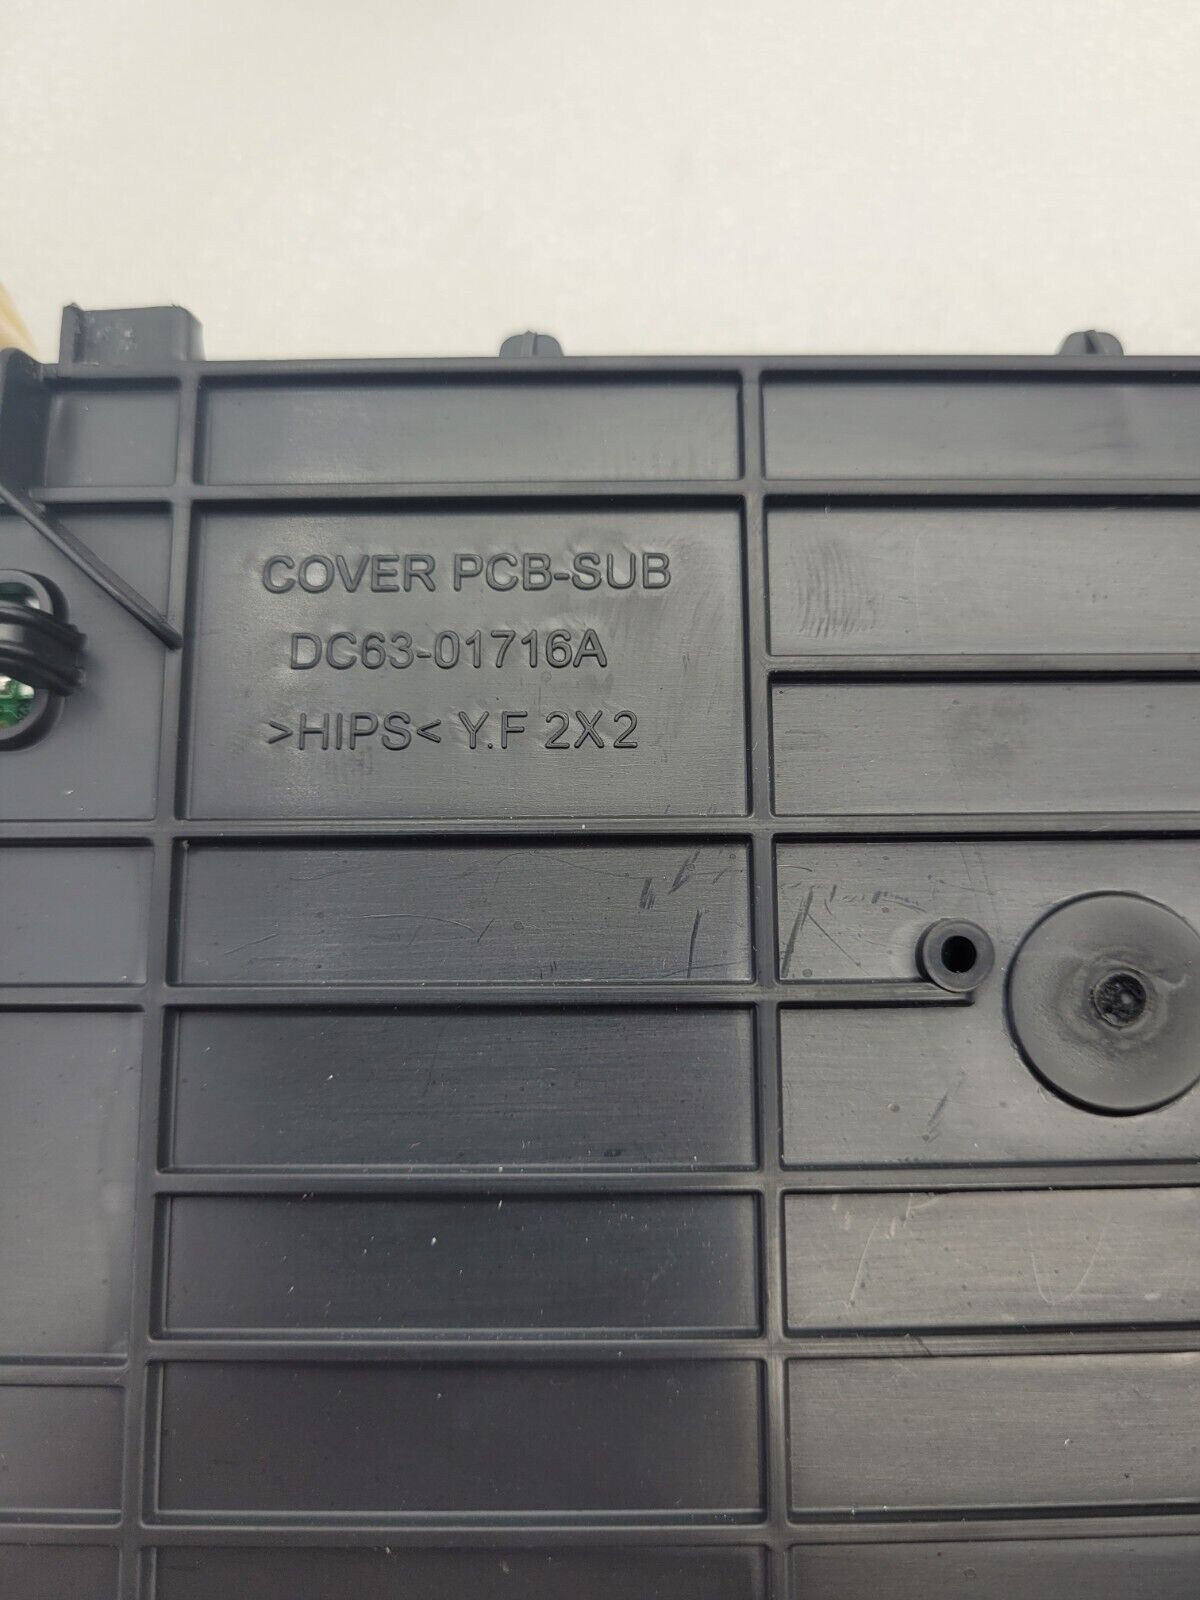 COVER PCB-SUB
DC63-01716A
>HIPS< Y.F 2X2